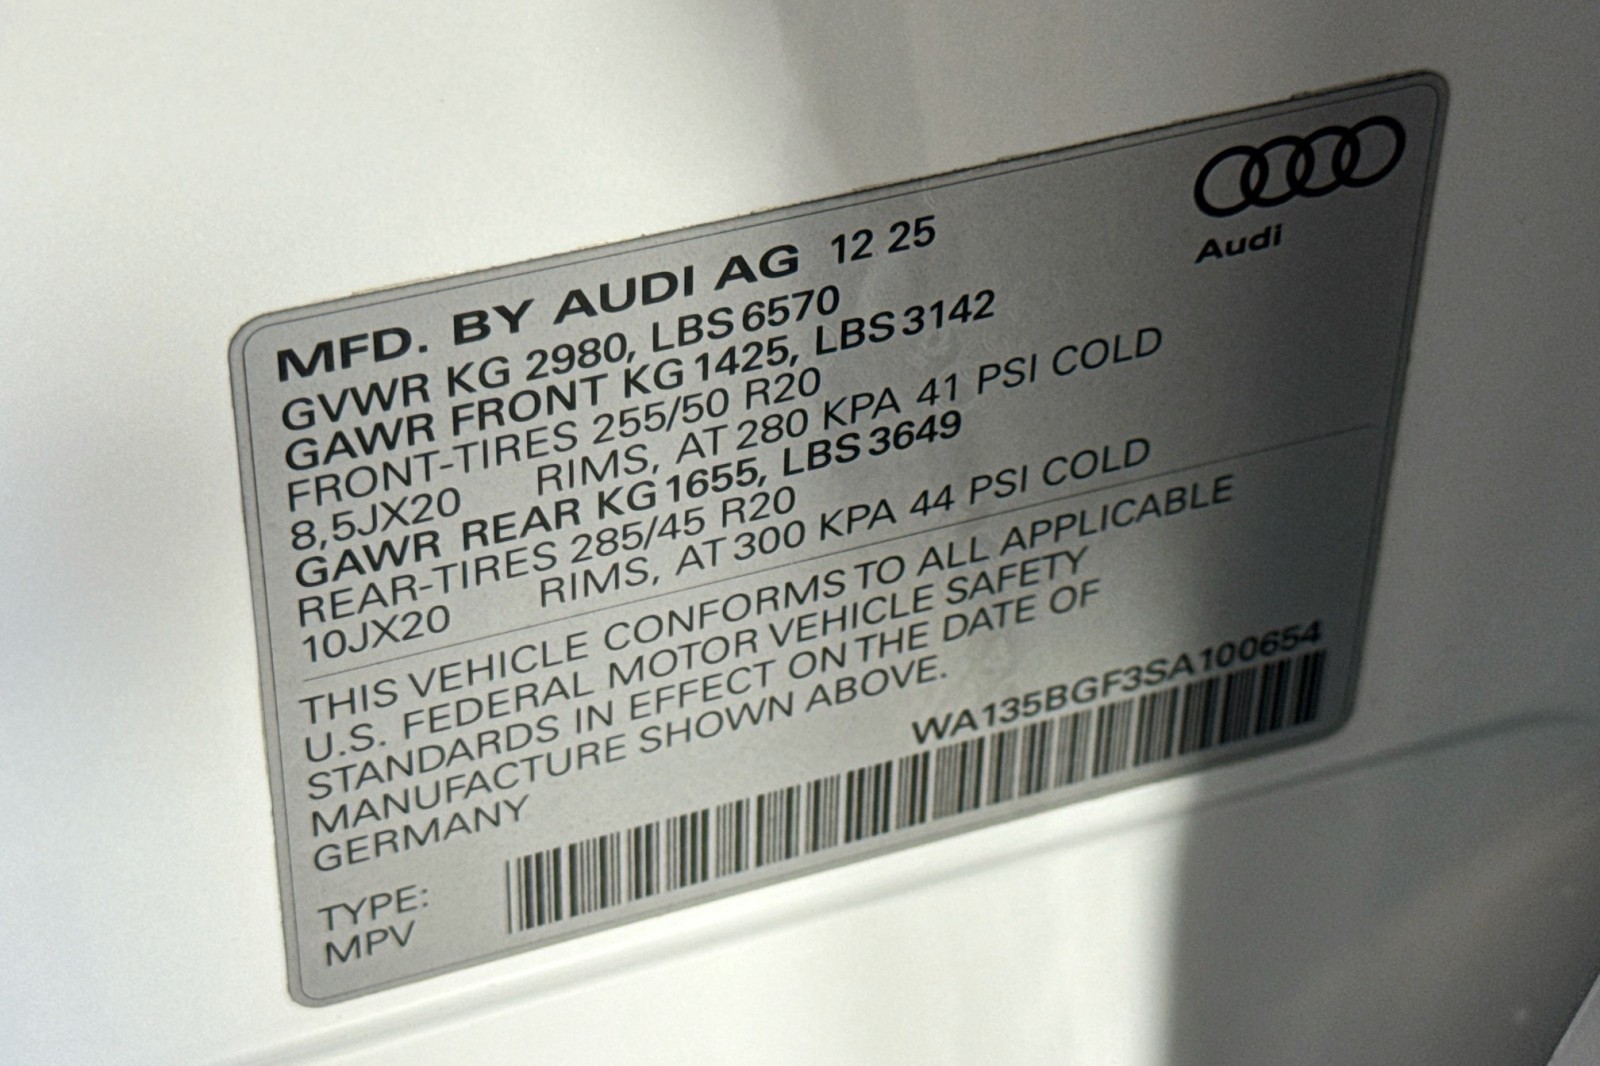 Audi
MFD. BY AUDI AG 12 25
GVWR KG 2980, LBS 6570
GAWR FRONT KG 1425, LBS 3142
FRONT-TIRES 255/50 R20
8,5JX20 RIMS, AT 280 KPA 41 PSI COLD
GAWR REAR KG 1655, LBS 3649
REAR-TIRES 285/45 R20
10JX20 RIMS, AT 300 KPA 44 PSI COLD
THIS VEHICLE CONFORMS TO ALL APPLICABLE
U.S. FEDERAL MOTOR VEHICLE SAFETY
STANDARDS IN EFFECT ON THE DATE OF
MANUFACTURE SHOWN ABOVE.
GERMANY
WA135BGF3SA100654
TYPE:
MPV